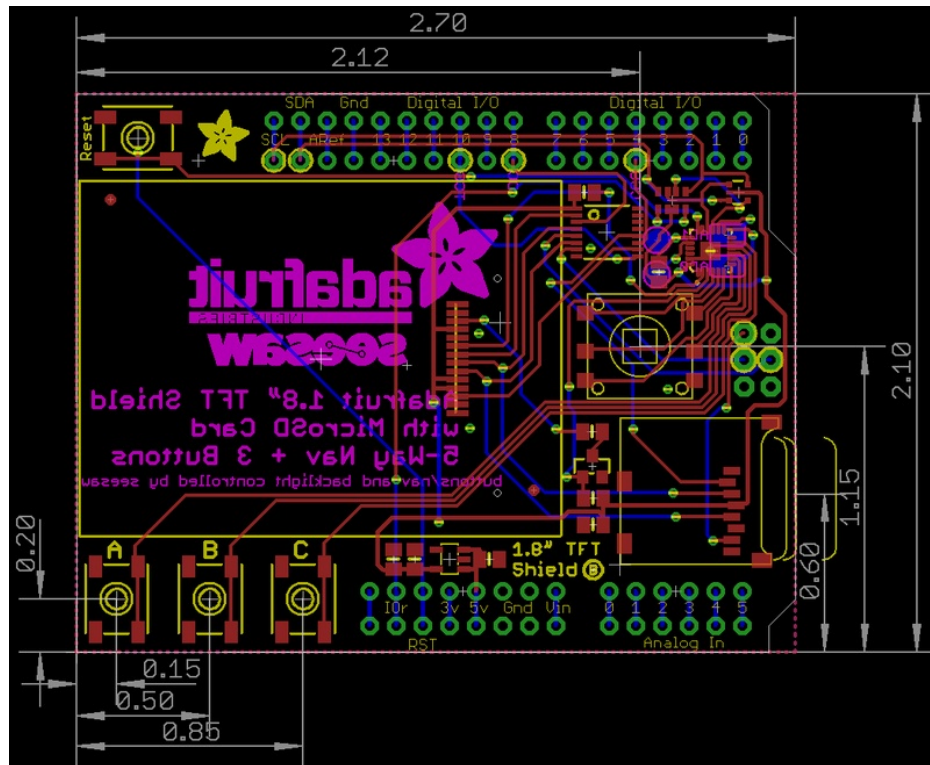 2.70
2.12
SDA Gnd Digital I/O Digital I/O
Reset
SCL ARef 13 12 11 10 9 8 7 6 5 4 3 2 1 0
adafruit
INDUSTRIES
seesaw
Adafruit 1.8" TFT Shield
with MicroSD Card
5-Way Nav + 3 Buttons
buttons/nav and backlight controlled by seesaw
2.10
1.15
0.60
0.20
A B C
1.8" TFT
Shield B
IOr 3v 5v Gnd Vin 0 1 2 3 4 5
RST Analog In
0.15
0.50
0.85